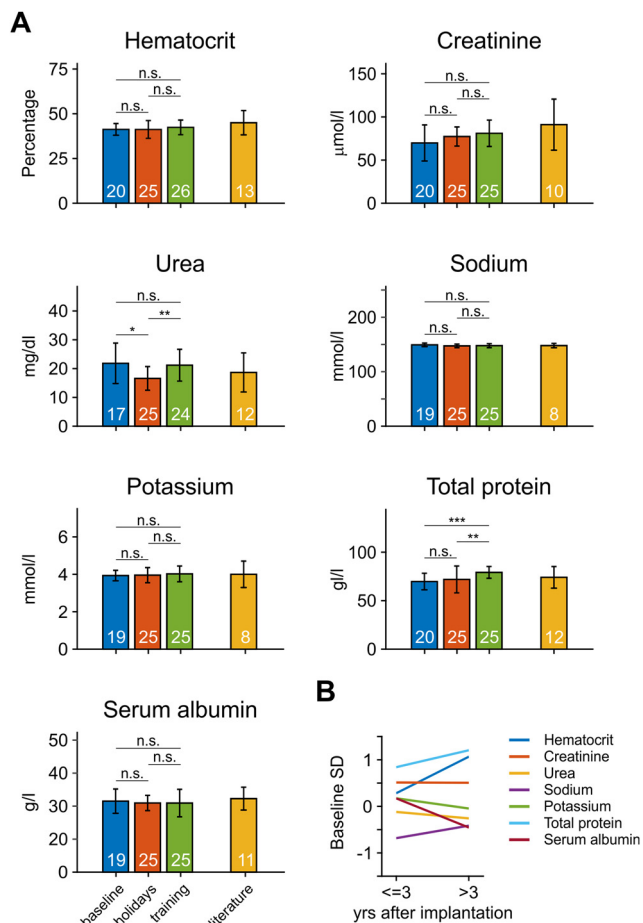 A
Hematocrit
75
50
25
0
Percentage
n.s.
n.s.
n.s.
20
25
26
13
Creatinine
150
100
50
0
µmol/l
n.s.
n.s.
n.s.
20
25
25
10
Urea
40
30
20
10
0
mg/dl
n.s.
*
**
17
25
24
12
Sodium
150
100
50
0
mmol/l
n.s.
n.s.
n.s.
19
25
25
8
Potassium
6
4
2
0
mmol/l
n.s.
n.s.
n.s.
19
25
25
8
Total protein
100
50
0
gl/l
***
n.s.
**
20
25
25
12
Serum albumin
50
40
30
20
10
0
g/l
n.s.
n.s.
n.s.
19
25
25
11
baseline
holidays
training
literature
B
Baseline SD
1
0
-1
<=3
>3
yrs after implantation
Hematocrit
Creatinine
Urea
Sodium
Potassium
Total protein
Serum albumin